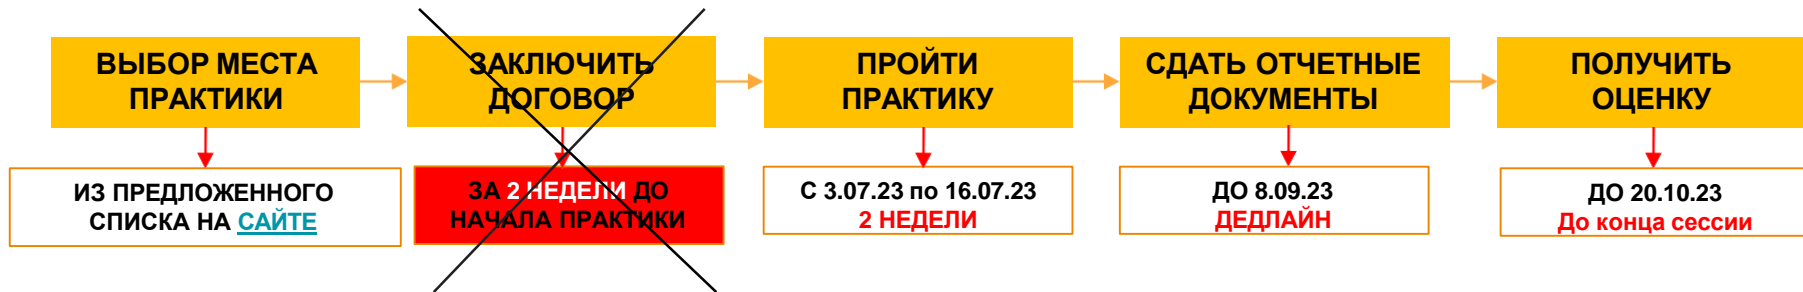 ВЫБОР МЕСТА
ПРАКТИКИ
ИЗ ПРЕДЛОЖЕННОГО
СПИСКА НА САЙТЕ
ЗАКЛЮЧИТЬ
ДОГОВОР
ЗА 2 НЕДЕЛИ ДО
НАЧАЛА ПРАКТИКИ
ПРОЙТИ
ПРАКТИКУ
С 3.07.23 по 16.07.23
2 НЕДЕЛИ
СДАТЬ ОТЧЕТНЫЕ
ДОКУМЕНТЫ
ДО 8.09.23
ДЕДЛАЙН
ПОЛУЧИТЬ
ОЦЕНКУ
ДО 20.10.23
До конца сессии